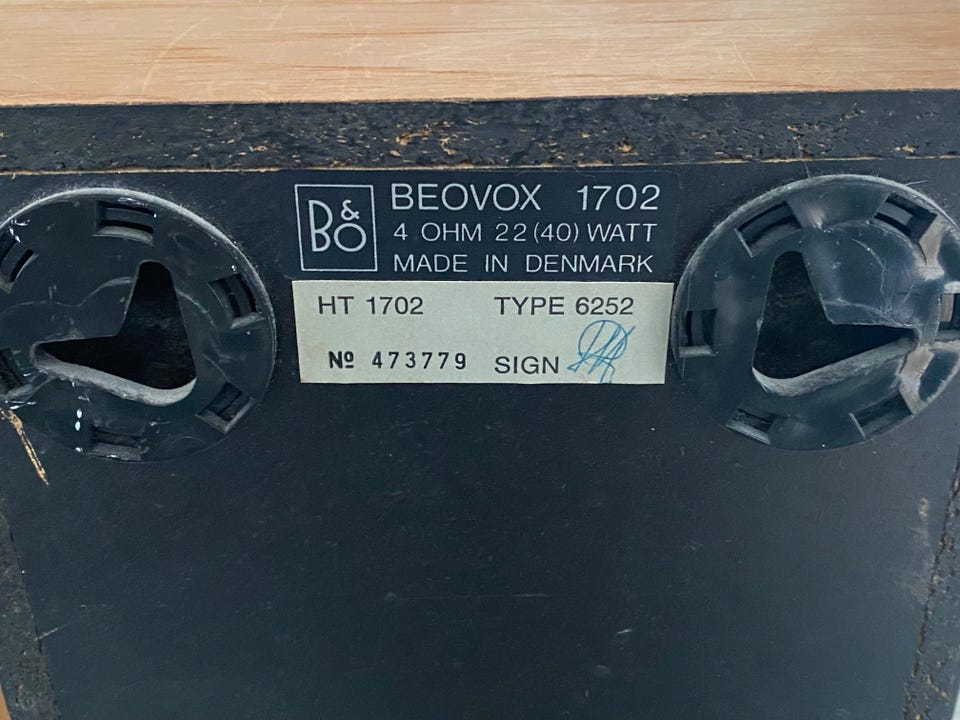 B&O
BEOVOX 1702
4 OHM 22 (40) WATT
MADE IN DENMARK
HT 1702 TYPE 6252
Nº 473779 SIGN